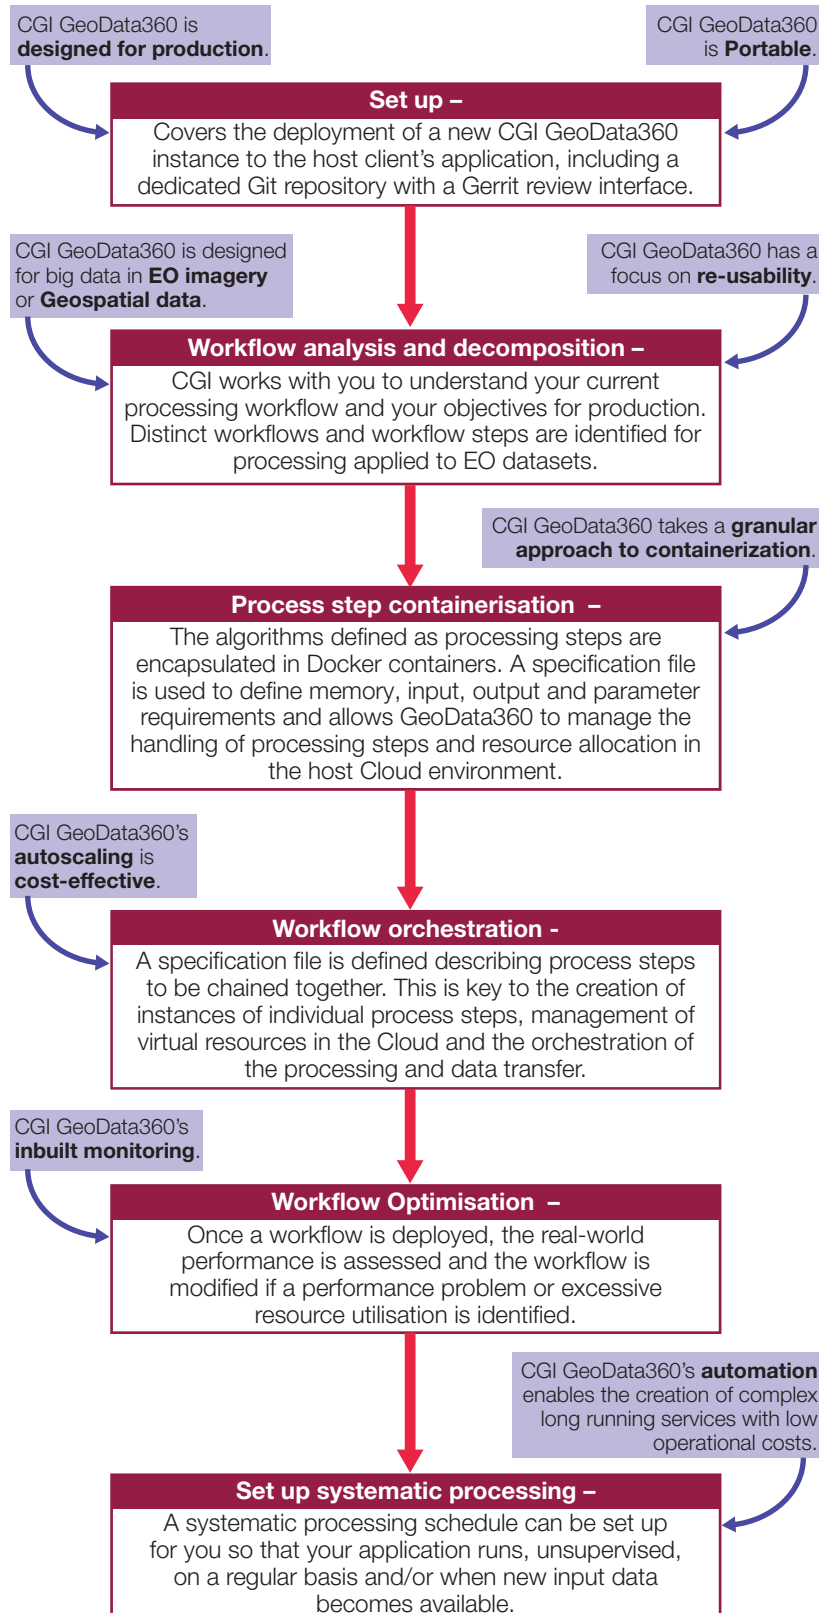 CGI GeoData360 is
designed for production.
CGI GeoData360
is Portable.
Set up –
Covers the deployment of a new CGI GeoData360
instance to the host client's application, including a
dedicated Git repository with a Gerrit review interface.
CGI GeoData360 is designed
for big data in EO imagery
or Geospatial data.
CGI GeoData360 has a
focus on re-usability.
Workflow analysis and decomposition –
CGI works with you to understand your current
processing workflow and your objectives for production.
Distinct workflows and workflow steps are identified for
processing applied to EO datasets.
CGI GeoData360 takes a granular
approach to containerization.
Process step containerisation –
The algorithms defined as processing steps are
encapsulated in Docker containers. A specification file
is used to define memory, input, output and parameter
requirements and allows GeoData360 to manage the
handling of processing steps and resource allocation in
the host Cloud environment.
CGI GeoData360's
autoscaling is
cost-effective.
Workflow orchestration -
A specification file is defined describing process steps
to be chained together. This is key to the creation of
instances of individual process steps, management of
virtual resources in the Cloud and the orchestration of
the processing and data transfer.
CGI GeoData360's
inbuilt monitoring.
Workflow Optimisation –
Once a workflow is deployed, the real-world
performance is assessed and the workflow is
modified if a performance problem or excessive
resource utilisation is identified.
CGI GeoData360's automation
enables the creation of complex
long running services with low
operational costs.
Set up systematic processing –
A systematic processing schedule can be set up
for you so that your application runs, unsupervised,
on a regular basis and/or when new input data
becomes available.